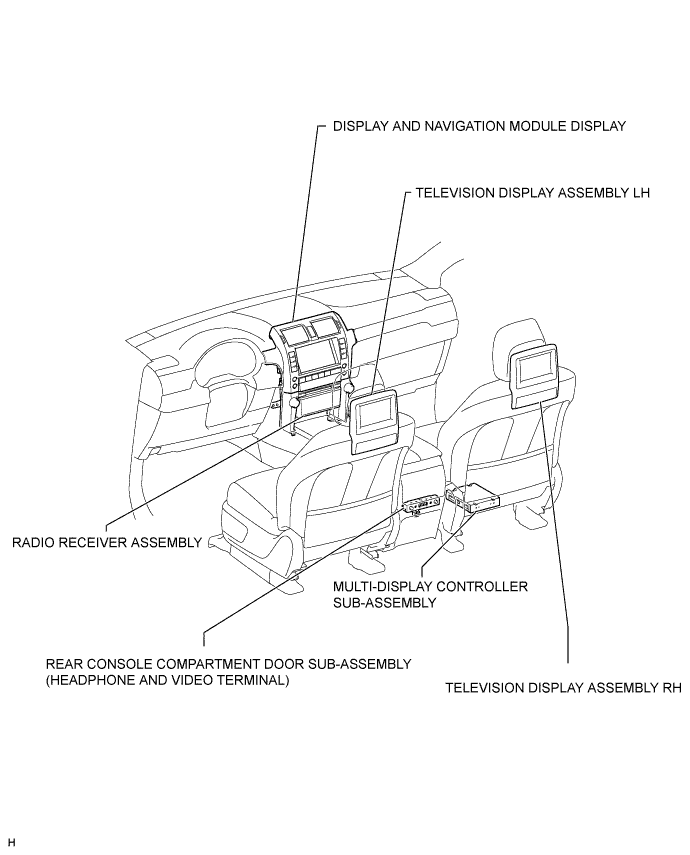 DISPLAY AND NAVIGATION MODULE DISPLAY
TELEVISION DISPLAY ASSEMBLY LH
RADIO RECEIVER ASSEMBLY
MULTI-DISPLAY CONTROLLER
SUB-ASSEMBLY
REAR CONSOLE COMPARTMENT DOOR SUB-ASSEMBLY
(HEADPHONE AND VIDEO TERMINAL)
TELEVISION DISPLAY ASSEMBLY RH
H